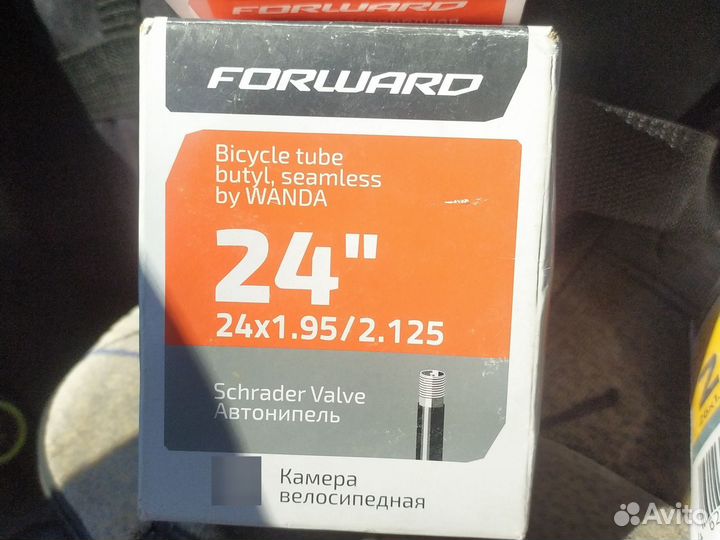 FORWARD
FORWARD
Bicycle tube
butyl, seamless
by WANDA
24"
24x1.95/2.125
Schrader Valve
Автонипель
Камера
велосипедная
Avito